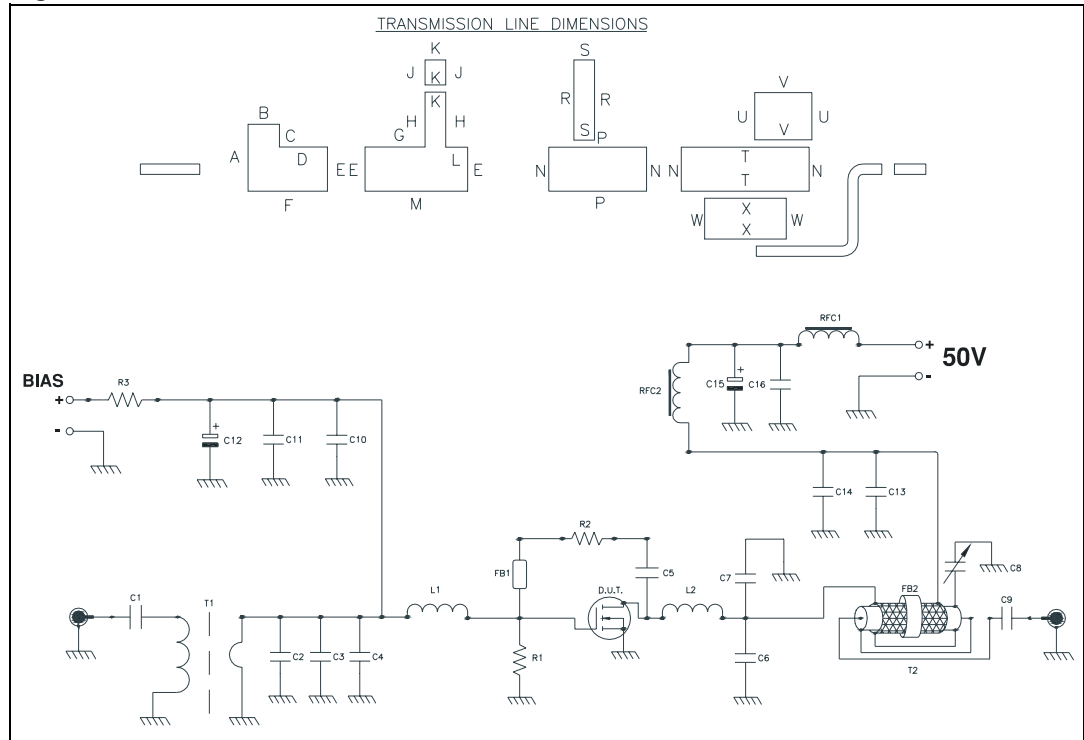 TRANSMISSION LINE DIMENSIONS
K
J K J
K
B
C
A D
E
F
G H H
L
E E
M
S
R R
S
P
N N
P
V
U U
V
T
N N
T
X
W W
X
RFC1
+
50V
-
C15 +
C16
RFC2
BIAS
+
R3
-
+
C12
C11
C10
C14
C13
R2
FB1
C5
L1
D.U.T.
L2
C7
C8
FB2
C9
C1
T1
C2
C3
C4
R1
C6
T2